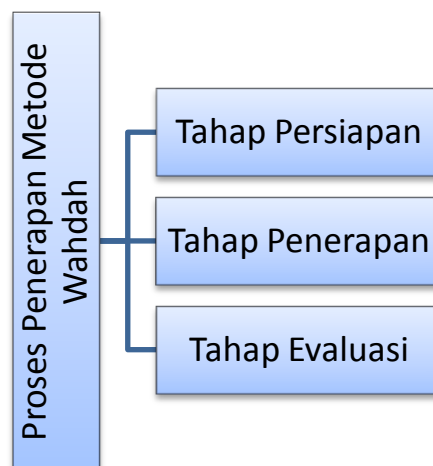 Proses Penerapan Metode
Wahdah
Tahap Persiapan
Tahap Penerapan
Tahap Evaluasi